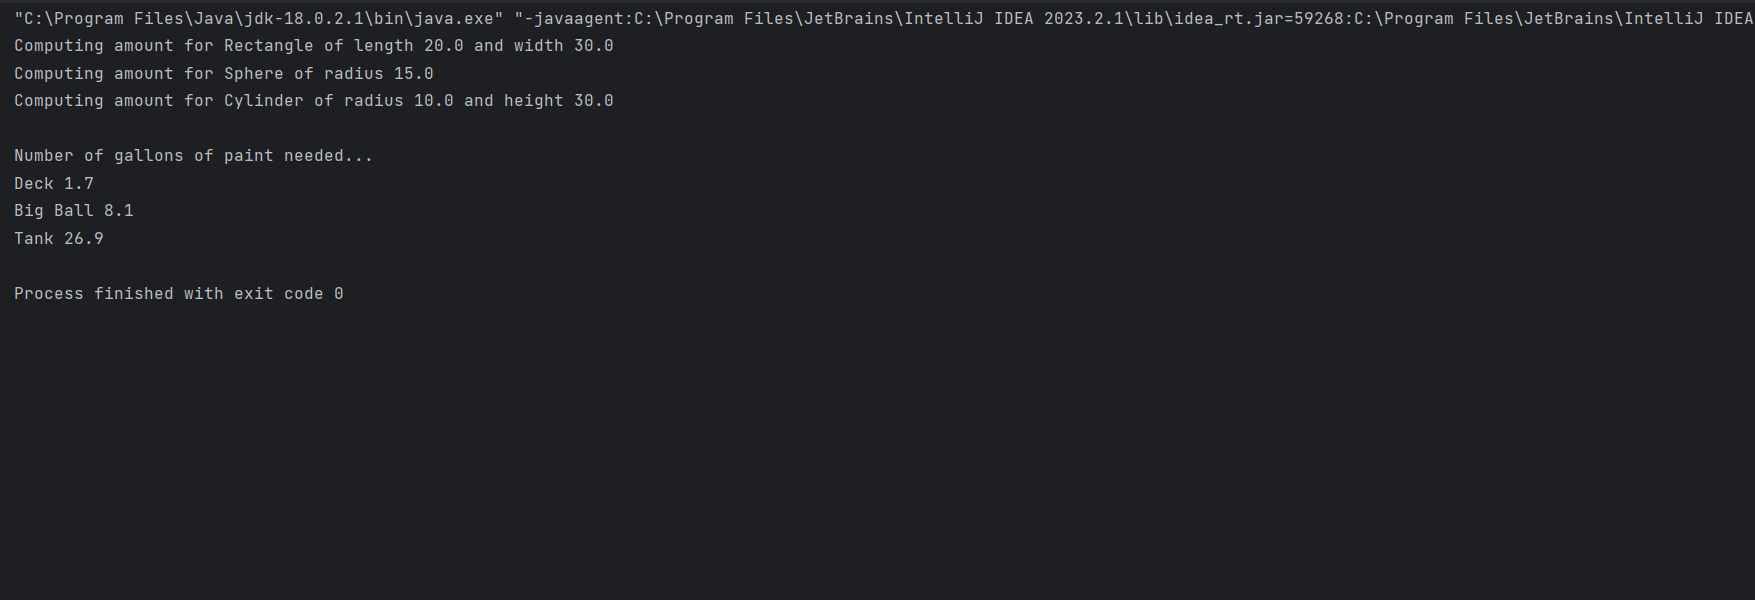 "C:\Program Files\Java\jdk-18.0.2.1\bin\java.exe" "-javaagent:C:\Program Files\JetBrains\IntelliJ IDEA 2023.2.1\lib\idea_rt.jar=59268:C:\Program Files\JetBrains\IntelliJ IDEA
Computing amount for Rectangle of length 20.0 and width 30.0
Computing amount for Sphere of radius 15.0
Computing amount for Cylinder of radius 10.0 and height 30.0
Number of gallons of paint needed...
Deck 1.7
Big Ball 8.1
Tank 26.9
Process finished with exit code 0